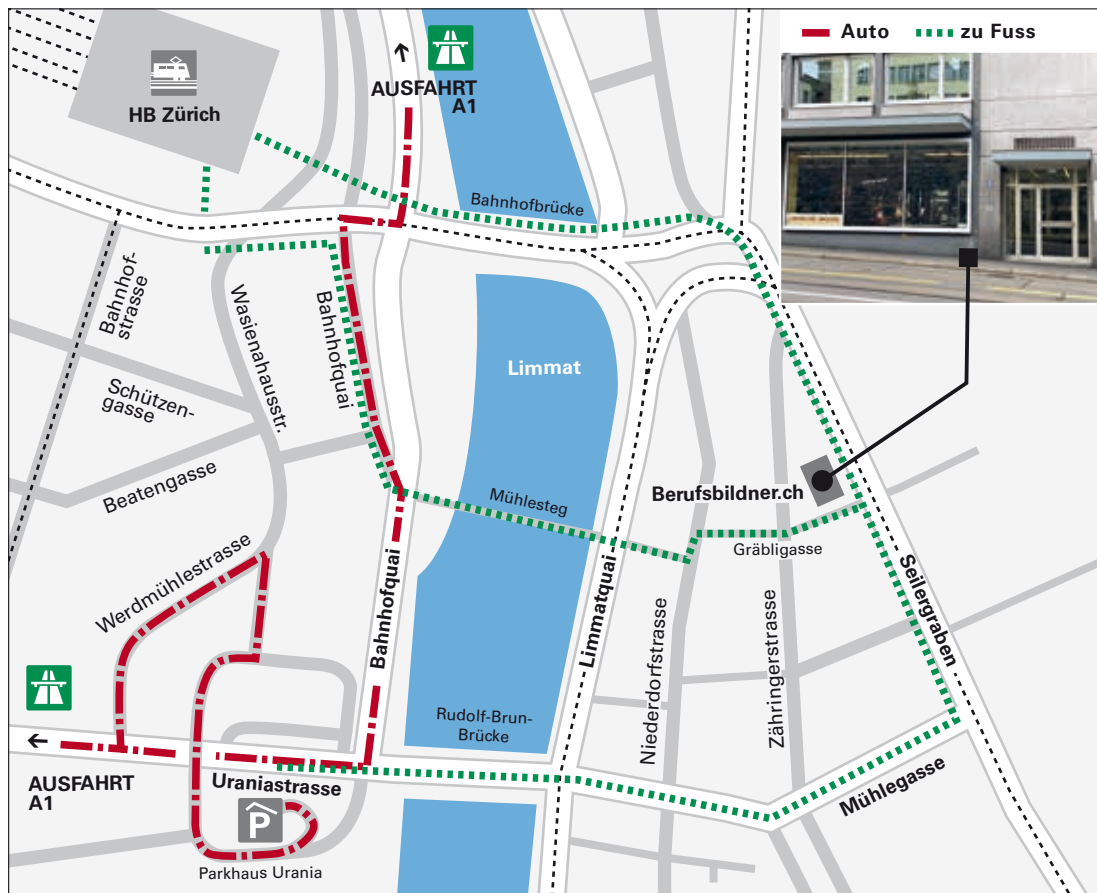 Auto
zu Fuss
HB Zürich
AUSFAHRT
A1
Bahnhofbrücke
Bahnhof-
strasse
Wasienahausstr.
Bahnhofquai
Limmat
Schützen-
gasse
Beatengasse
Mühlesteg
Berufsbildner.ch
Gräbligasse
Werdmühlestrasse
Bahnhofquai
Limmatquai
Niederdorfstrasse
Zähringerstrasse
Seilergraben
Rudolf-Brun-
Brücke
AUSFAHRT
A1
Uraniastrasse
P
Parkhaus Urania
Mühlegasse